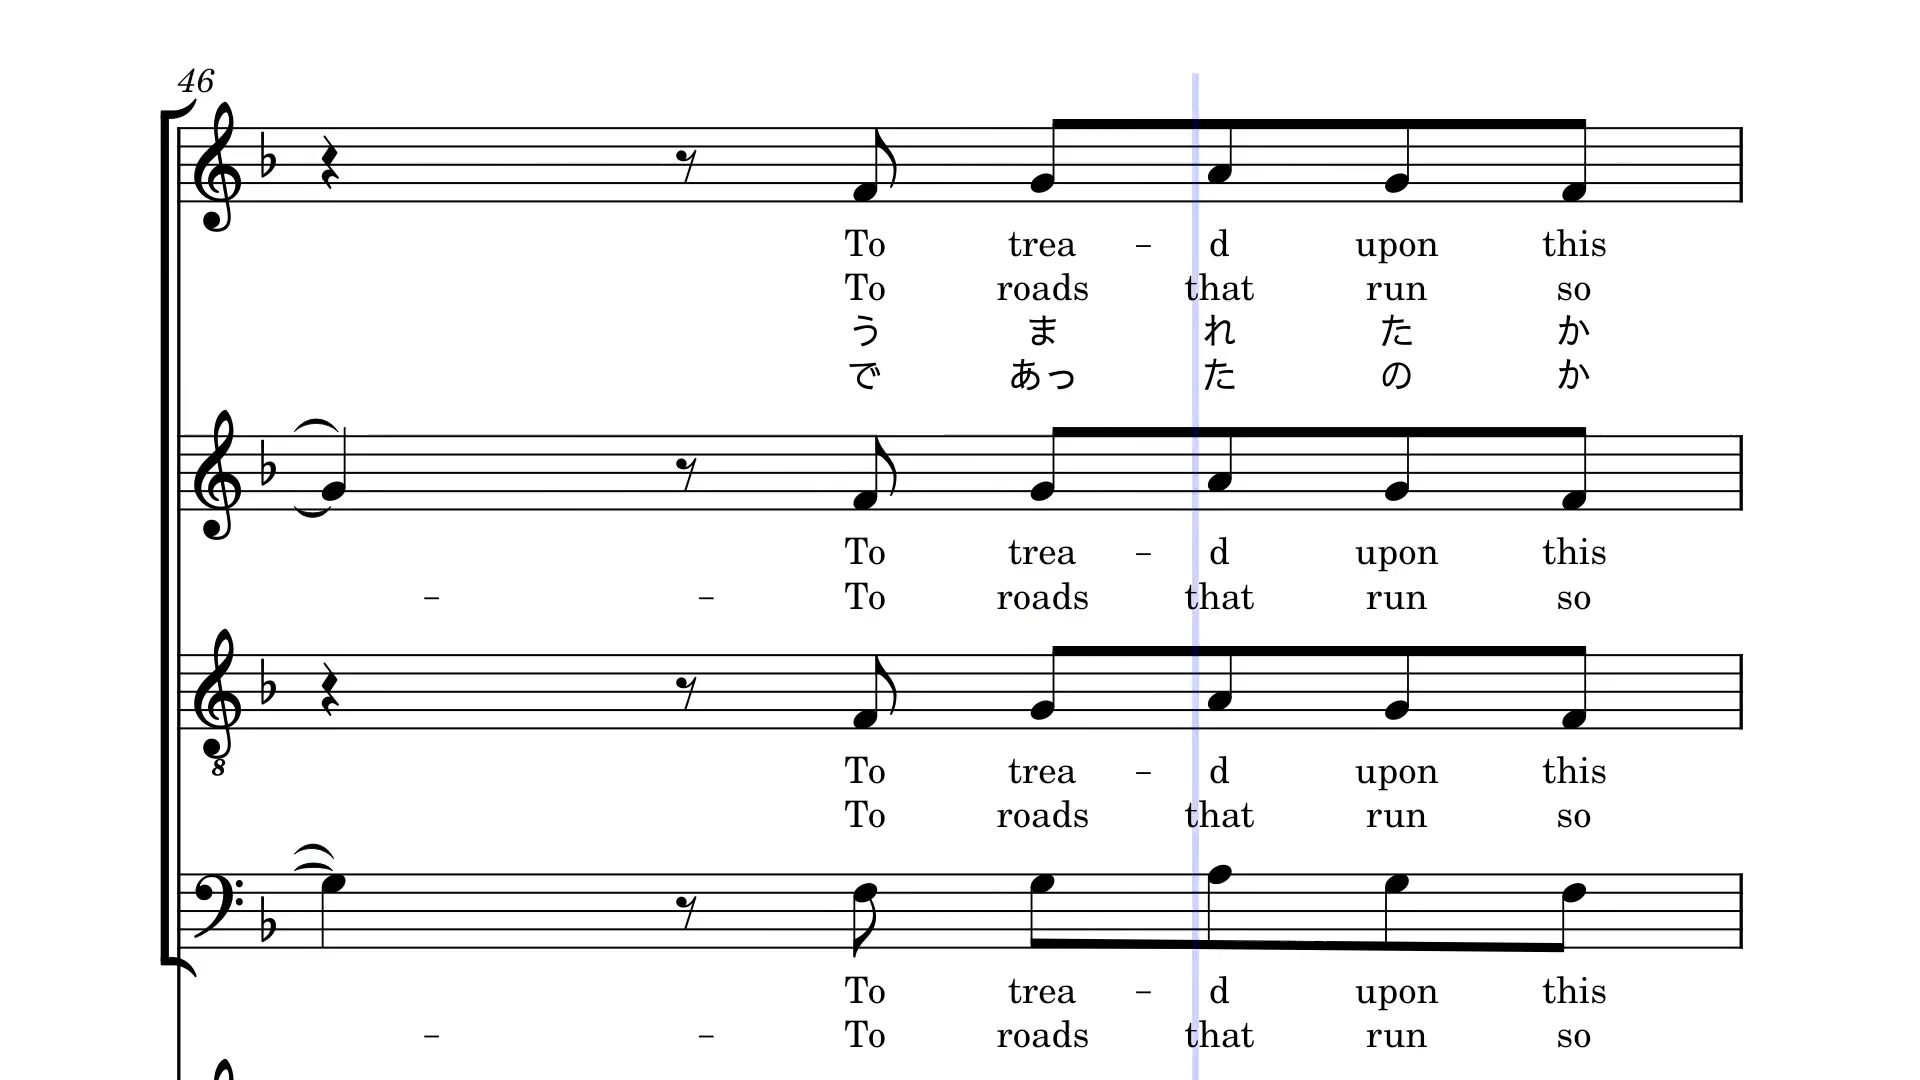 46
To trea – d upon this
To roads that run so
う ま れ た か
で あっ た の か
To trea – d upon this
– – To roads that run so
8
To trea – d upon this
To roads that run so
To trea – d upon this
– – To roads that run so